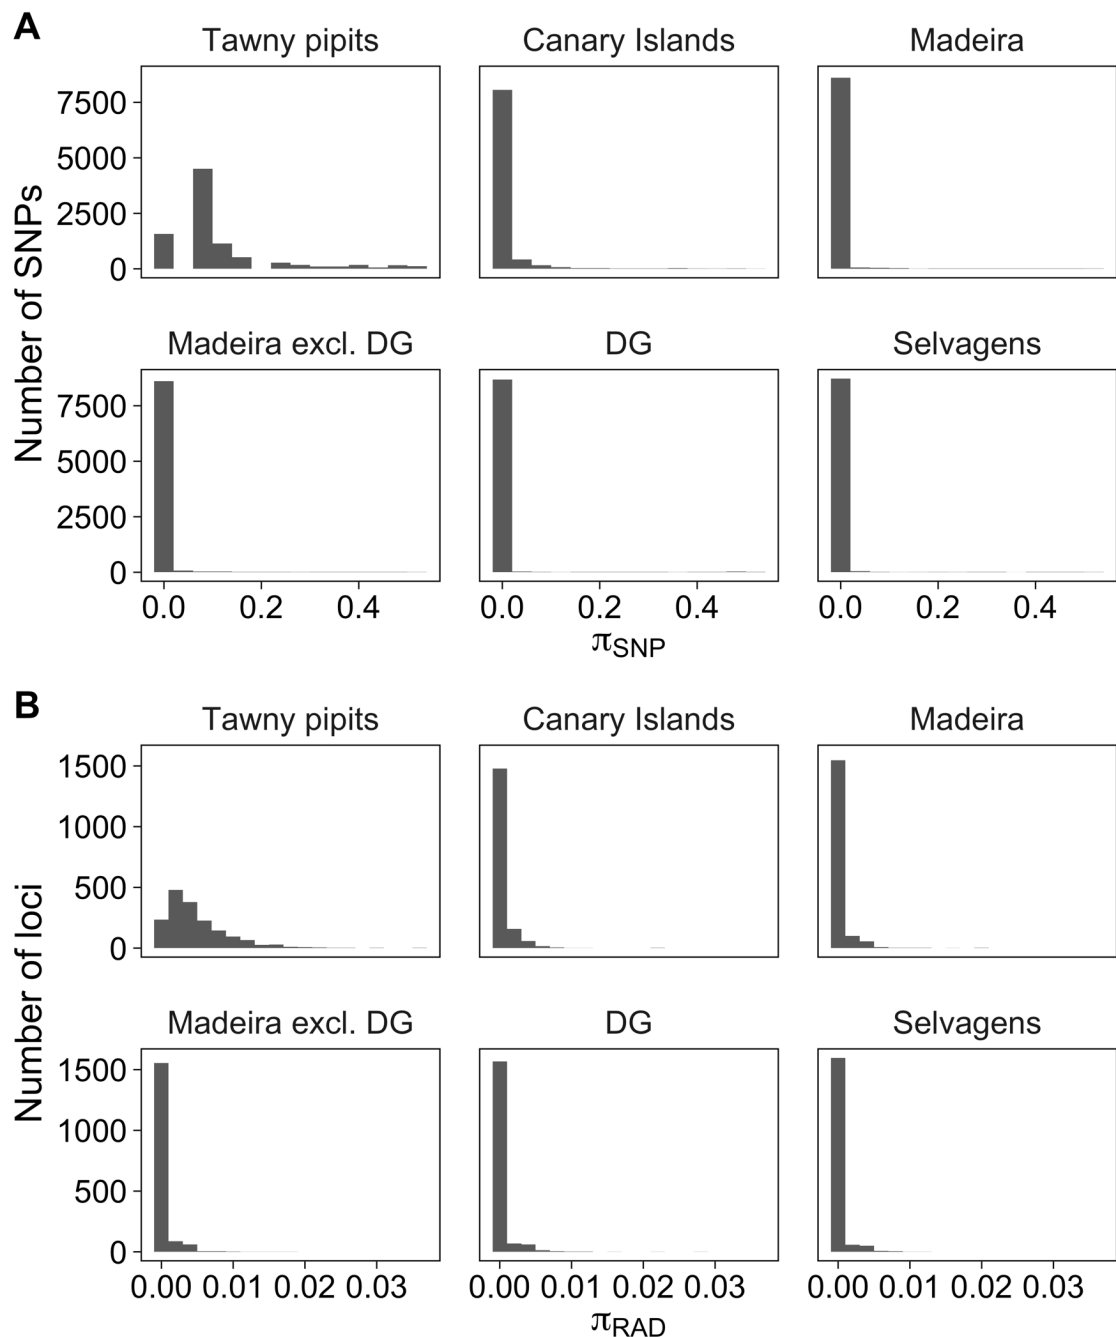 A
Tawny pipits Canary Islands Madeira
7500
5000
2500
0
Number of SNPs
Madeira excl. DG DG Selvagens
7500
5000
2500
0
0.0 0.2 0.4 0.0 0.2 0.4 0.0 0.2 0.4
πSNP
B
Tawny pipits Canary Islands Madeira
1500
1000
500
0
Number of loci
Madeira excl. DG DG Selvagens
1500
1000
500
0
0.00 0.01 0.02 0.03 0.00 0.01 0.02 0.03 0.00 0.01 0.02 0.03
πRAD